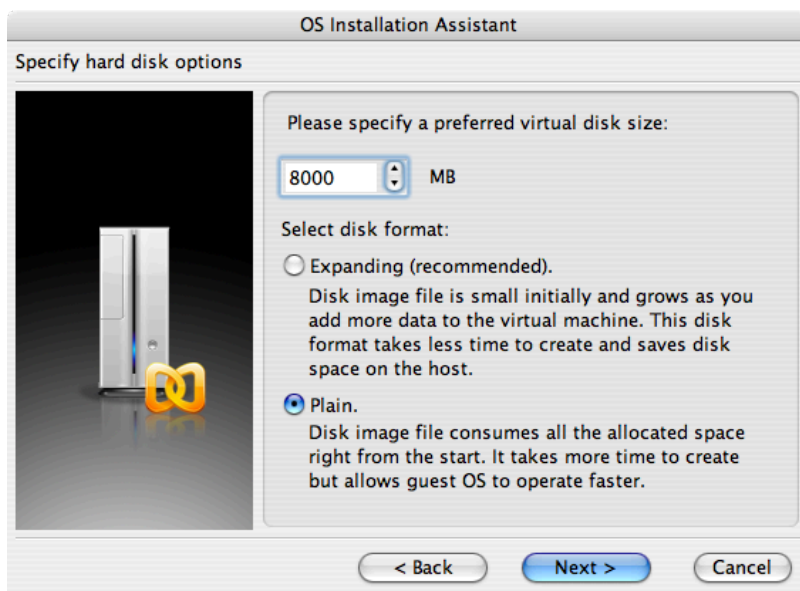 OS Installation Assistant
Specify hard disk options
Please specify a preferred virtual disk size:
8000 MB
Select disk format:
Expanding (recommended).
Disk image file is small initially and grows as you
add more data to the virtual machine. This disk
format takes less time to create and saves disk
space on the host.
Plain.
Disk image file consumes all the allocated space
right from the start. It takes more time to create
but allows guest OS to operate faster.
< Back Next > Cancel